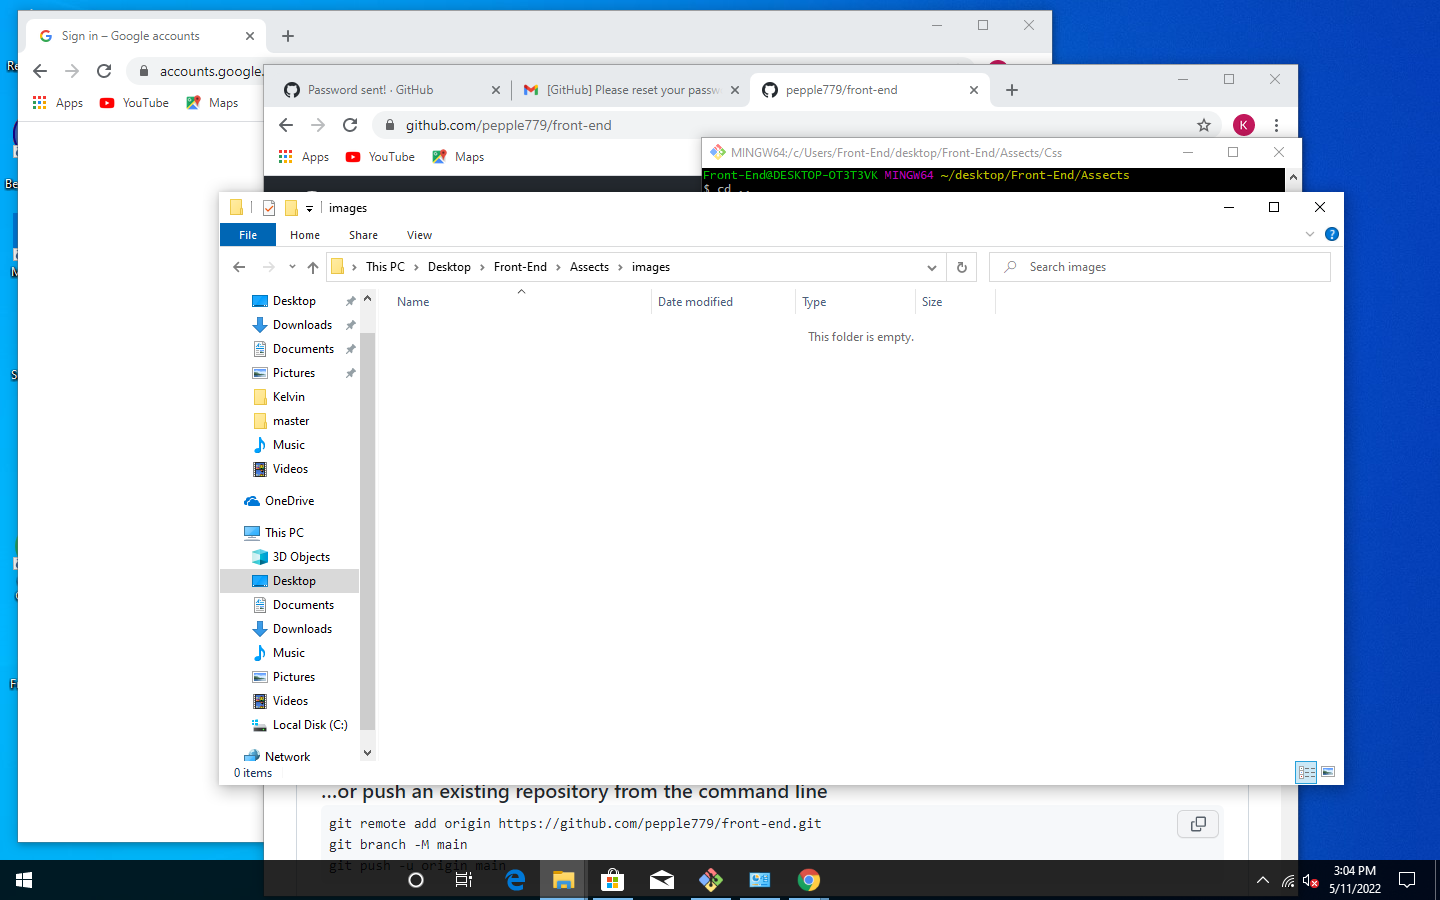 Sign in – Google accounts
accounts.google.
Apps YouTube Maps
Password sent! · GitHub
[GitHub] Please reset your passw
pepple779/front-end
github.com/pepple779/front-end
K
Apps YouTube Maps
MINGW64:/c/Users/Front-End/desktop/Front-End/Assects/Css
Front-End@DESKTOP-OT3T3VK MINGW64 ~/desktop/Front-End/Assects
$ cd ..
images
File Home Share View
This PC > Desktop > Front-End > Assects > images
Search images
Name Date modified Type Size
This folder is empty.
Desktop
Downloads
Documents
Pictures
Kelvin
master
Music
Videos
OneDrive
This PC
3D Objects
Desktop
Documents
Downloads
Music
Pictures
Videos
Local Disk (C:)
Network
0 items
...or push an existing repository from the command line
git remote add origin https://github.com/pepple779/front-end.git
git branch -M main
git push -u origin main
3:04 PM
5/11/2022